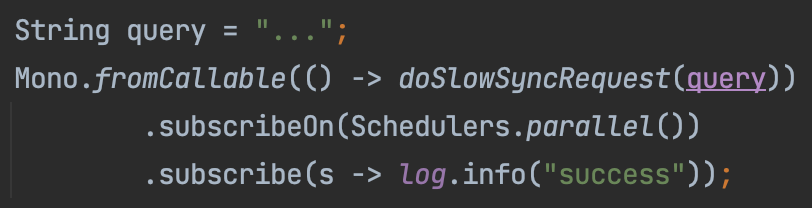 String query = "...";
Mono.fromCallable(() -> doSlowSyncRequest(query))
.subscribeOn(Schedulers.parallel())
.subscribe(s -> log.info("success"));